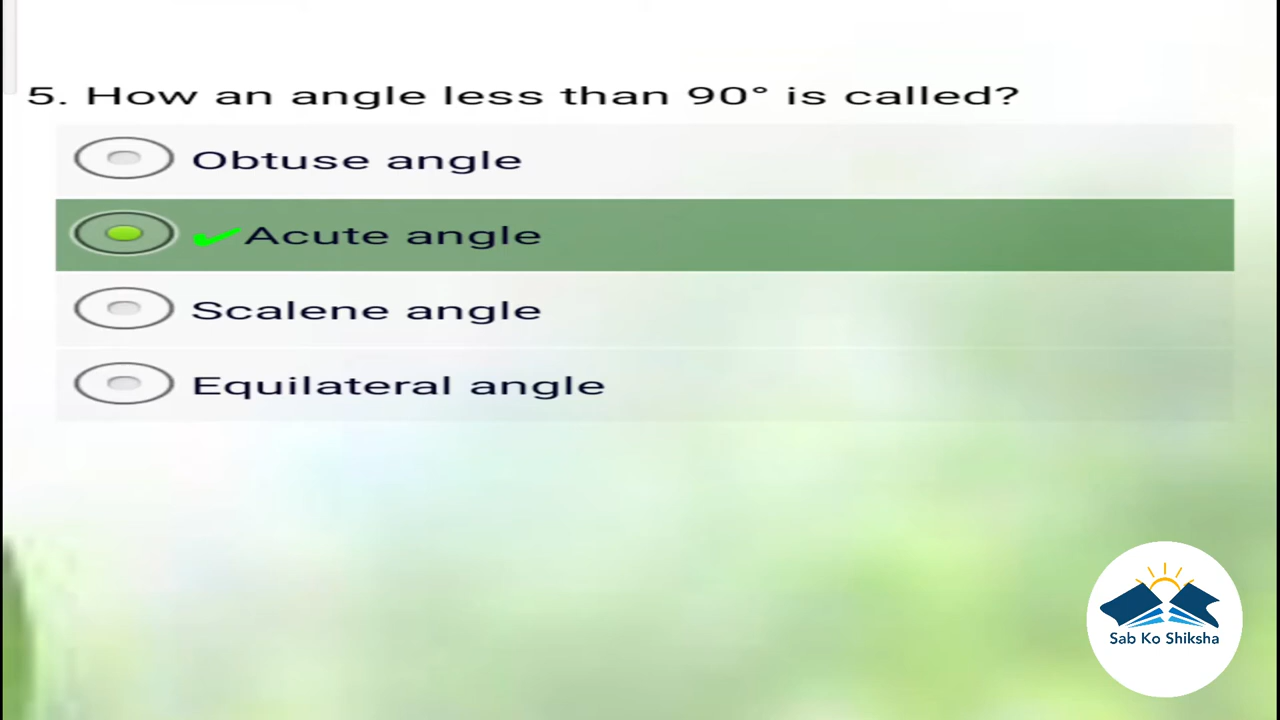 5. How an angle less than 90° is called?
Obtuse angle
✔Acute angle
Scalene angle
Equilateral angle
Sab Ko Shiksha